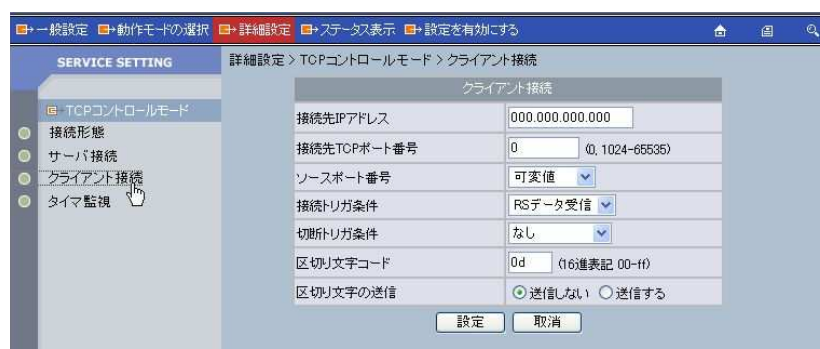 一般設定 動作モードの選択 詳細設定 ステータス表示 設定を有効にする
SERVICE SETTING
TCPコントロールモード
接続形態
サーバ接続
クライアント接続
タイマ監視
詳細設定 > TCPコントロールモード > クライアント接続
クライアント接続
接続先IPアドレス 000.000.000.000
接続先TCPポート番号 0 (0, 1024-65535)
ソースポート番号 可変値
接続トリガ条件 RSデータ受信
切断トリガ条件 なし
区切り文字コード 0d (16進表記 00-ff)
区切り文字の送信 送信しない 送信する
設定 取消